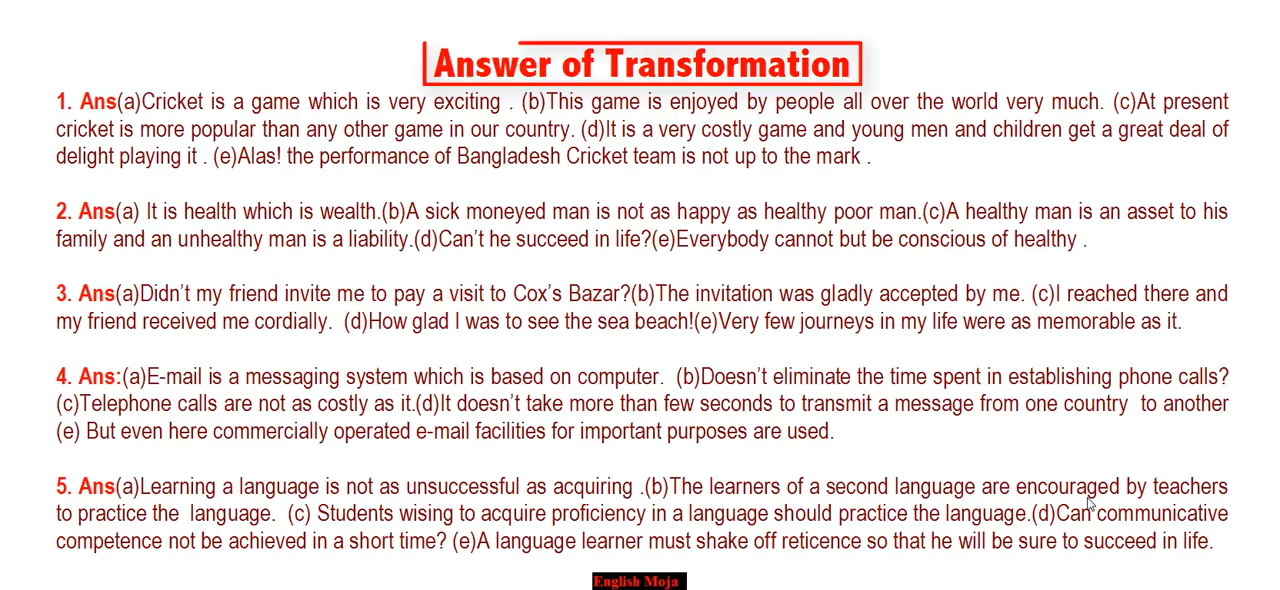 Answer of Transformation
1. Ans(a)Cricket is a game which is very exciting . (b)This game is enjoyed by people all over the world very much. (c)At present
cricket is more popular than any other game in our country. (d)It is a very costly game and young men and children get a great deal of
delight playing it . (e)Alas! the performance of Bangladesh Cricket team is not up to the mark .
2. Ans(a) It is health which is wealth.(b)A sick moneyed man is not as happy as healthy poor man.(c)A healthy man is an asset to his
family and an unhealthy man is a liability.(d)Can't he succeed in life?(e)Everybody cannot but be conscious of healthy .
3. Ans(a)Didn't my friend invite me to pay a visit to Cox's Bazar?(b)The invitation was gladly accepted by me. (c)I reached there and
my friend received me cordially. (d)How glad I was to see the sea beach!(e)Very few journeys in my life were as memorable as it.
4. Ans:(a)E-mail is a messaging system which is based on computer. (b)Doesn't eliminate the time spent in establishing phone calls?
(c)Telephone calls are not as costly as it.(d)It doesn't take more than few seconds to transmit a message from one country to another
(e) But even here commercially operated e-mail facilities for important purposes are used.
5. Ans(a)Learning a language is not as unsuccessful as acquiring .(b)The learners of a second language are encouraged by teachers
to practice the language. (c) Students wising to acquire proficiency in a language should practice the language.(d)Can communicative
competence not be achieved in a short time? (e)A language learner must shake off reticence so that he will be sure to succeed in life.
English Moja